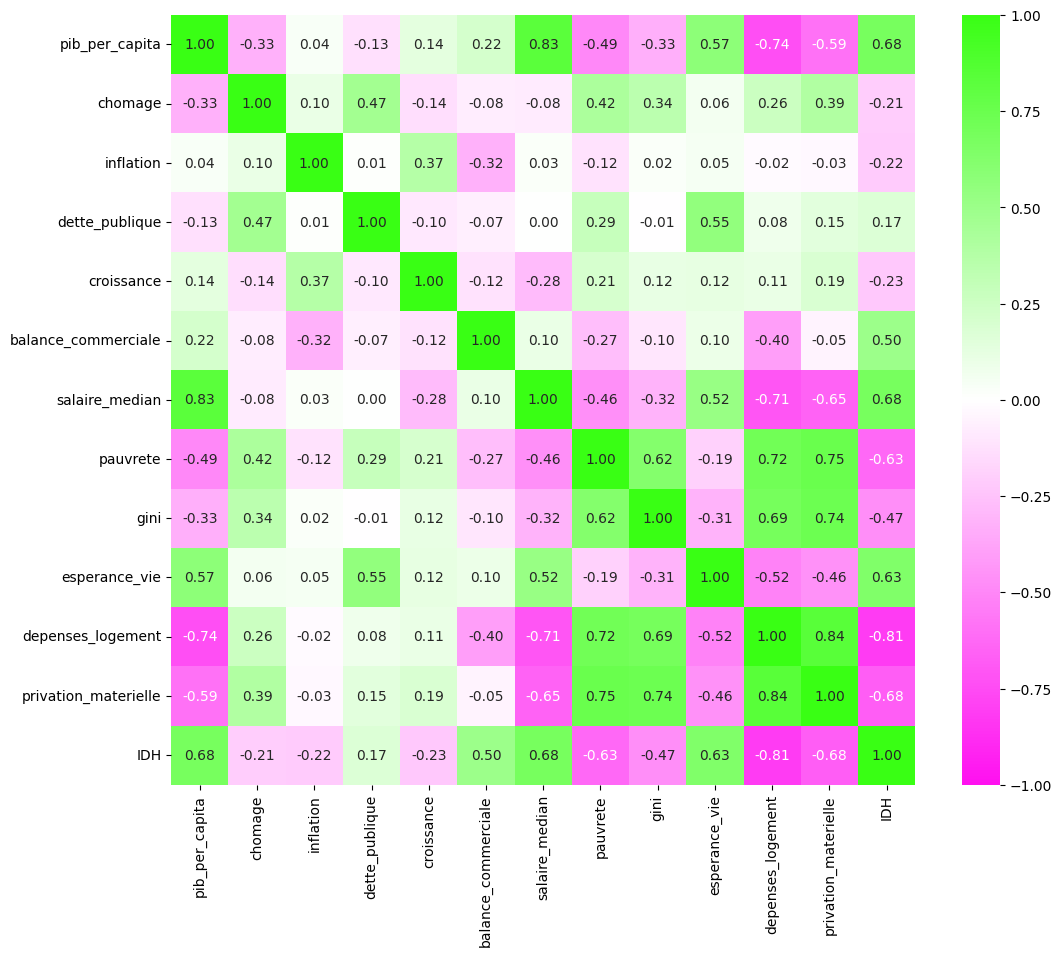 pib_per_capita 1.00 -0.33 0.04 -0.13 0.14 0.22 0.83 -0.49 -0.33 0.57 -0.74 -0.59 0.68
chomage -0.33 1.00 0.10 0.47 -0.14 -0.08 -0.08 0.42 0.34 0.06 0.26 0.39 -0.21
inflation 0.04 0.10 1.00 0.01 0.37 -0.32 0.03 -0.12 0.02 0.05 -0.02 -0.03 -0.22
dette_publique -0.13 0.47 0.01 1.00 -0.10 -0.07 0.00 0.29 -0.01 0.55 0.08 0.15 0.17
croissance 0.14 -0.14 0.37 -0.10 1.00 -0.12 -0.28 0.21 0.12 0.12 0.11 0.19 -0.23
balance_commerciale 0.22 -0.08 -0.32 -0.07 -0.12 1.00 0.10 -0.27 -0.10 0.10 -0.40 -0.05 0.50
salaire_median 0.83 -0.08 0.03 0.00 -0.28 0.10 1.00 -0.46 -0.32 0.52 -0.71 -0.65 0.68
pauvrete -0.49 0.42 -0.12 0.29 0.21 -0.27 -0.46 1.00 0.62 -0.19 0.72 0.75 -0.63
gini -0.33 0.34 0.02 -0.01 0.12 -0.10 -0.32 0.62 1.00 -0.31 0.69 0.74 -0.47
esperance_vie 0.57 0.06 0.05 0.55 0.12 0.10 0.52 -0.19 -0.31 1.00 -0.52 -0.46 0.63
depenses_logement -0.74 0.26 -0.02 0.08 0.11 -0.40 -0.71 0.72 0.69 -0.52 1.00 0.84 -0.81
privation_materielle -0.59 0.39 -0.03 0.15 0.19 -0.05 -0.65 0.75 0.74 -0.46 0.84 1.00 -0.68
IDH 0.68 -0.21 -0.22 0.17 -0.23 0.50 0.68 -0.63 -0.47 0.63 -0.81 -0.68 1.00
pib_per_capita
chomage
inflation
dette_publique
croissance
balance_commerciale
salaire_median
pauvrete
gini
esperance_vie
depenses_logement
privation_materielle
IDH
1.00
0.75
0.50
0.25
0.00
−0.25
−0.50
−0.75
−1.00